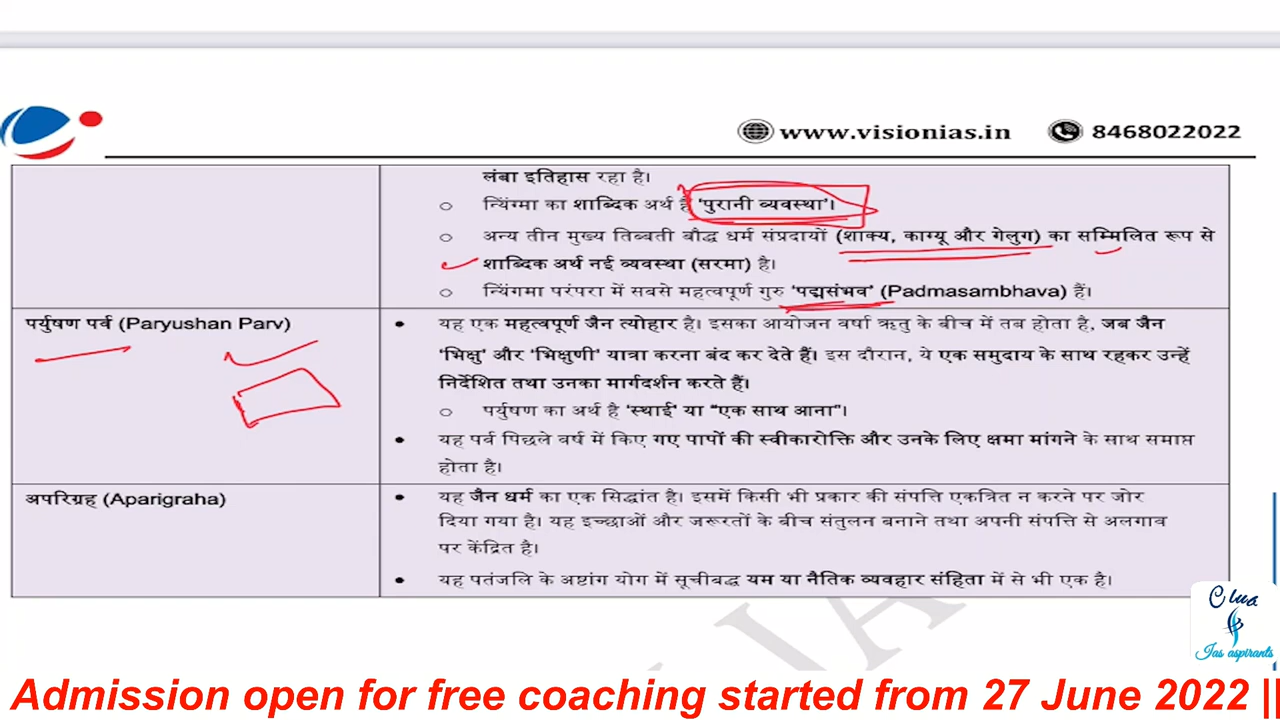 www.visionias.in 8468022022
लंबा इतिहास रहा है।
○ न्यिंग्मा का शाब्दिक अर्थ है 'पुरानी व्यवस्था'।
○ अन्य तीन मुख्य तिब्बती बौद्ध धर्म संप्रदायों (शाक्य, काग्यू और गेलुग) का सम्मिलित रूप से
शाब्दिक अर्थ नई व्यवस्था (सरमा) है।
○ न्यिंगमा परंपरा में सबसे महत्वपूर्ण गुरु 'पद्मसंभव' (Padmasambhava) हैं।
पर्युषण पर्व (Paryushan Parv)
• यह एक महत्वपूर्ण जैन त्योहार है। इसका आयोजन वर्षा ऋतु के बीच में तब होता है, जब जैन
'भिक्षु' और 'भिक्षुणी' यात्रा करना बंद कर देते हैं। इस दौरान, ये एक समुदाय के साथ रहकर उन्हें
निर्देशित तथा उनका मार्गदर्शन करते हैं।
○ पर्युषण का अर्थ है 'स्थाई' या "एक साथ आना"।
• यह पर्व पिछले वर्ष में किए गए पापों की स्वीकारोक्ति और उनके लिए क्षमा मांगने के साथ समाप्त
होता है।
अपरिग्रह (Aparigraha)
• यह जैन धर्म का एक सिद्धांत है। इसमें किसी भी प्रकार की संपत्ति एकत्रित न करने पर जोर
दिया गया है। यह इच्छाओं और जरूरतों के बीच संतुलन बनाने तथा अपनी संपत्ति से अलगाव
पर केंद्रित है।
• यह पतंजलि के अष्टांग योग में सूचीबद्ध यम या नैतिक व्यवहार संहिता में से भी एक है।
Ias aspirants
Admission open for free coaching started from 27 June 2022 ||